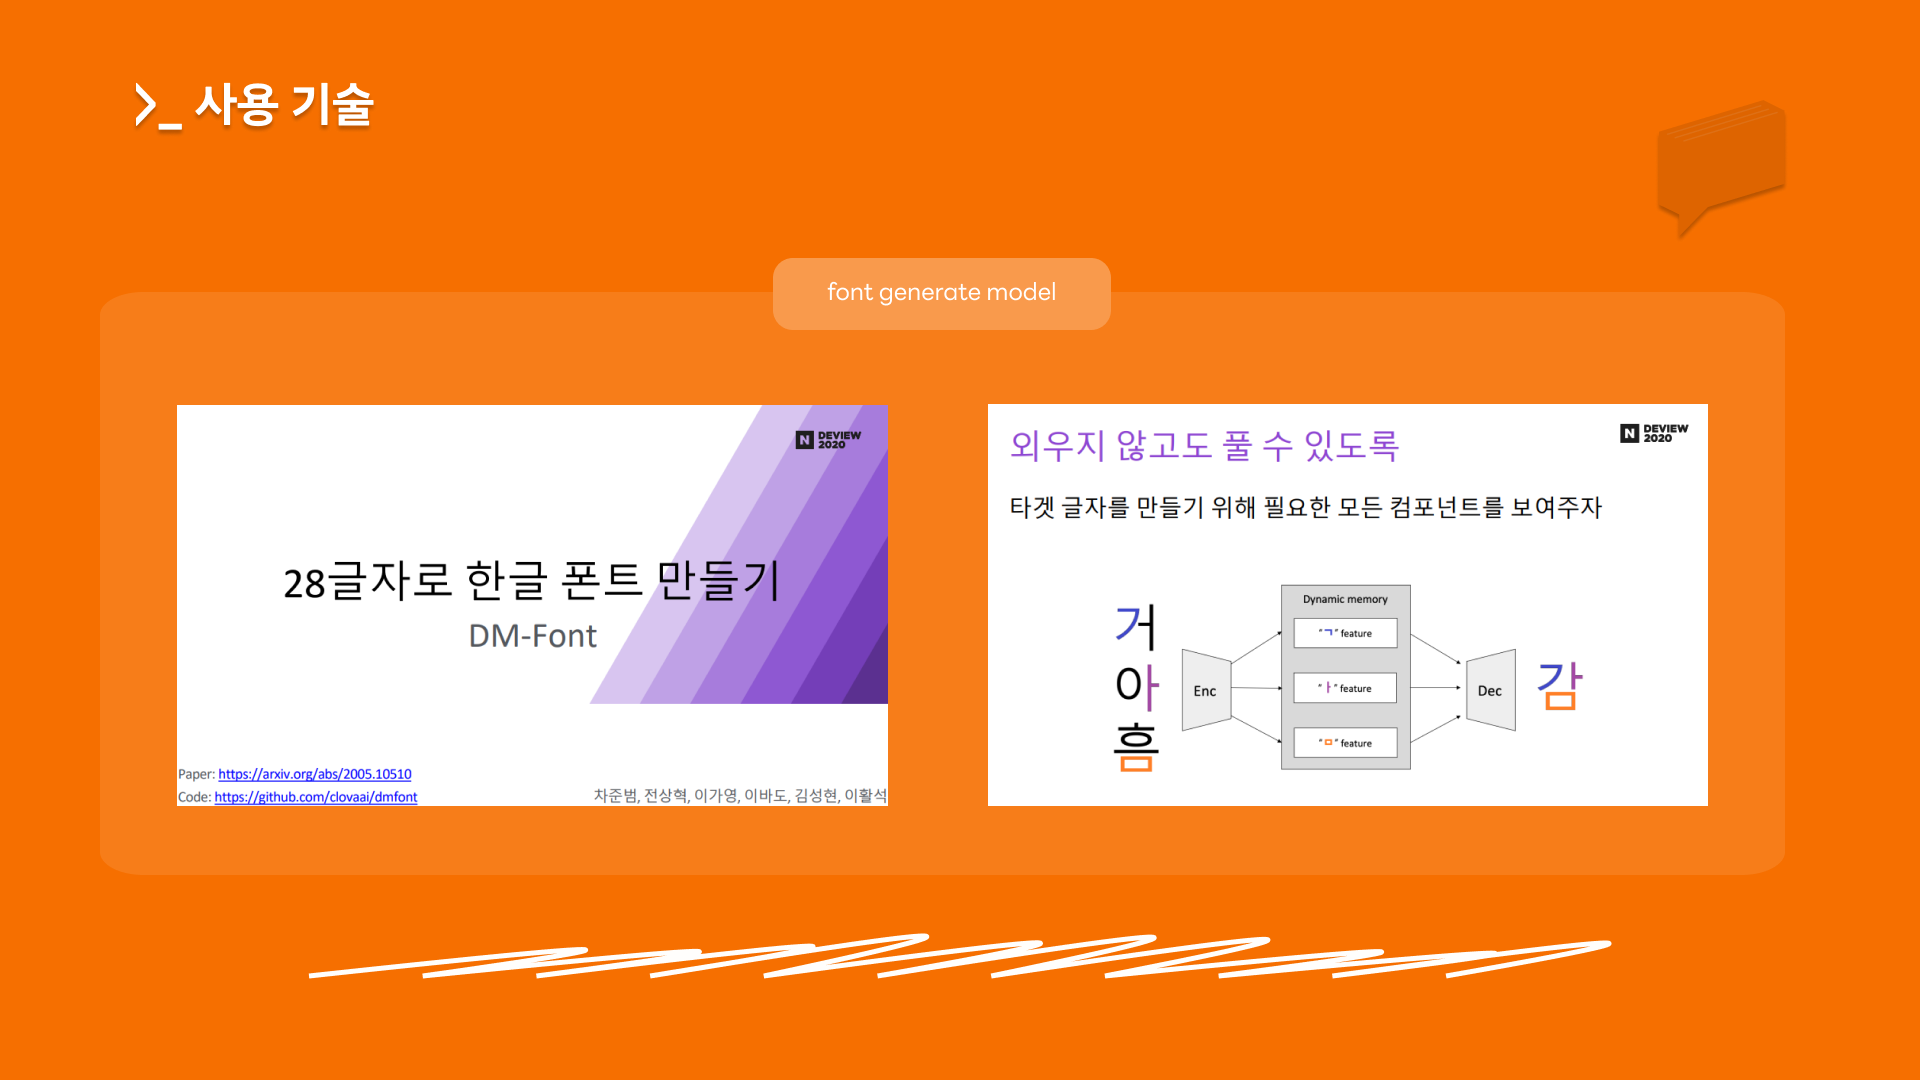 >_ 사용 기술
font generate model
N DEVIEW
2020
28글자로 한글 폰트 만들기
DM-Font
Paper: https://arxiv.org/abs/2005.10510
Code: https://github.com/clovaai/dmfont
차준범, 전상혁, 이가영, 이바도, 김성현, 이활석
외우지 않고도 풀 수 있도록
N DEVIEW
2020
타겟 글자를 만들기 위해 필요한 모든 컴포넌트를 보여주자
거
아
흠
Enc
Dynamic memory
"ㄱ" feature
"ㅏ" feature
"ㅁ" feature
Dec
감